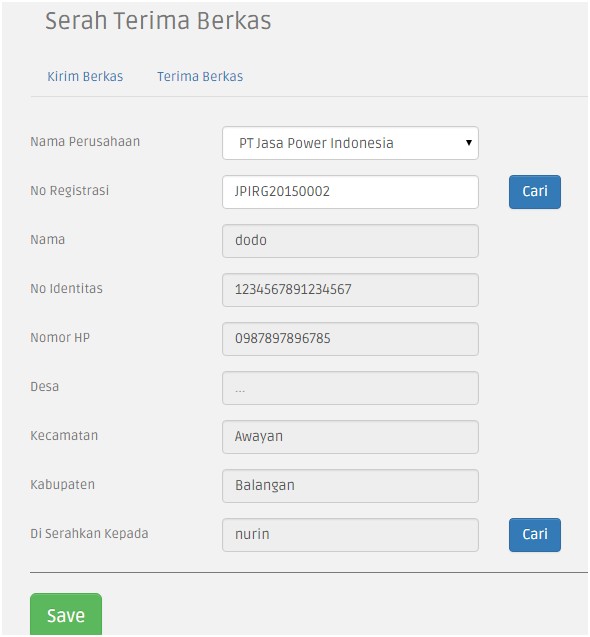 Serah Terima Berkas
Kirim Berkas Terima Berkas
Nama Perusahaan PT Jasa Power Indonesia
No Registrasi JPIRG20150002 Cari
Nama dodo
No Identitas 1234567891234567
Nomor HP 0987897896785
Desa ...
Kecamatan Awayan
Kabupaten Balangan
Di Serahkan Kepada nurin Cari
Save